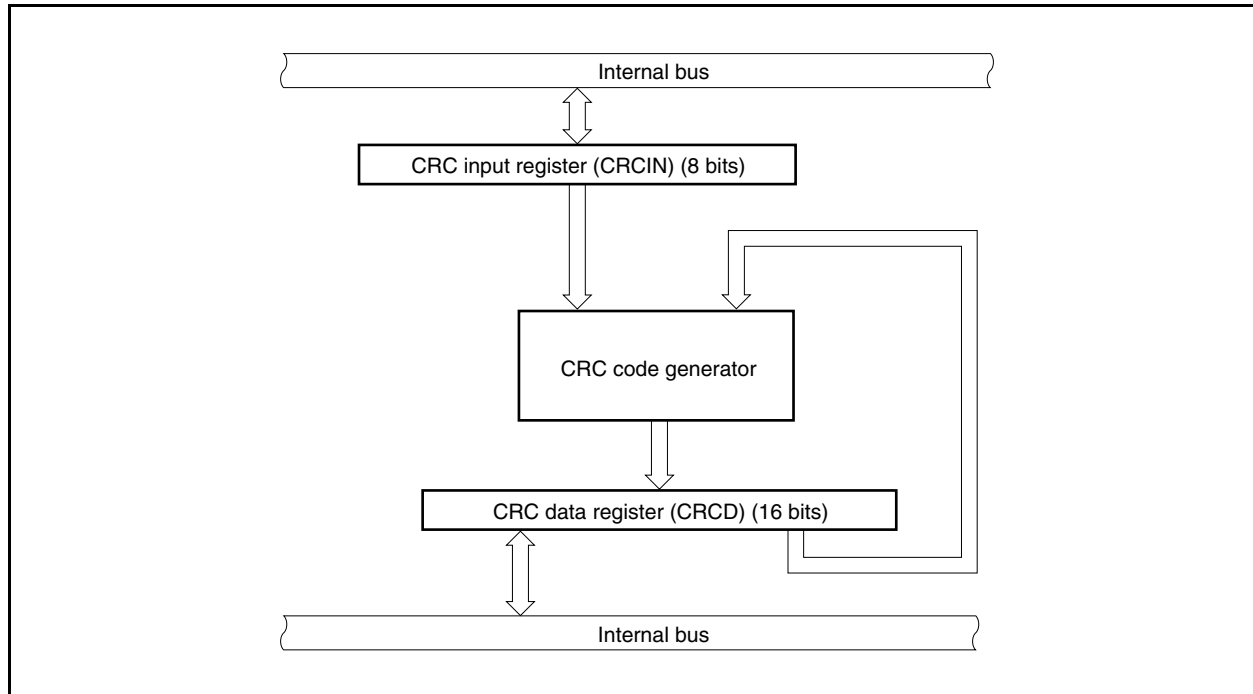 Internal bus
CRC input register (CRCIN) (8 bits)
CRC code generator
CRC data register (CRCD) (16 bits)
Internal bus